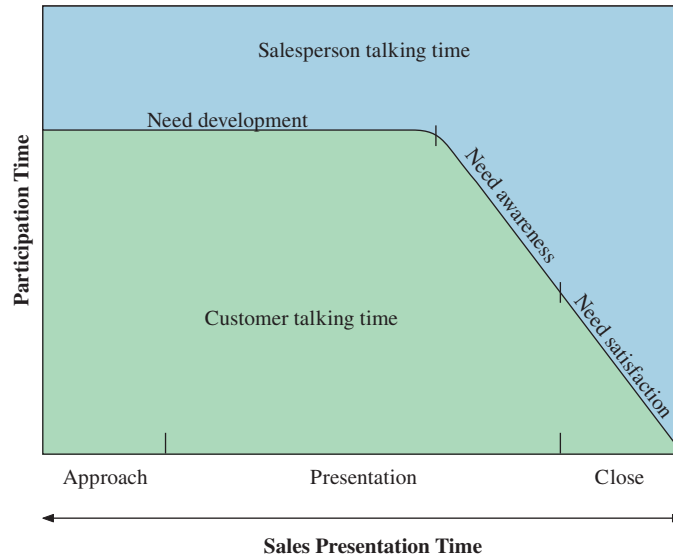 Salesperson talking time
Need development
Need awareness
Need satisfaction
Customer talking time
Participation Time
Approach
Presentation
Close
Sales Presentation Time